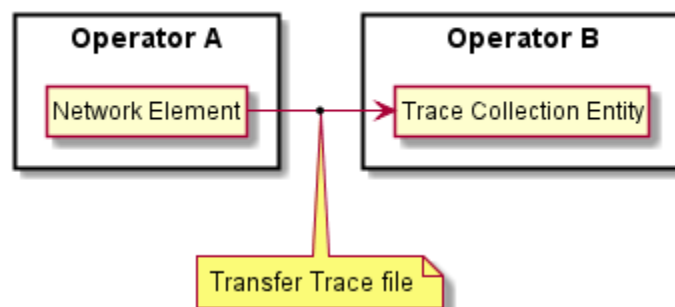 Operator A
Operator B
Network Element
Trace Collection Entity
Transfer Trace file